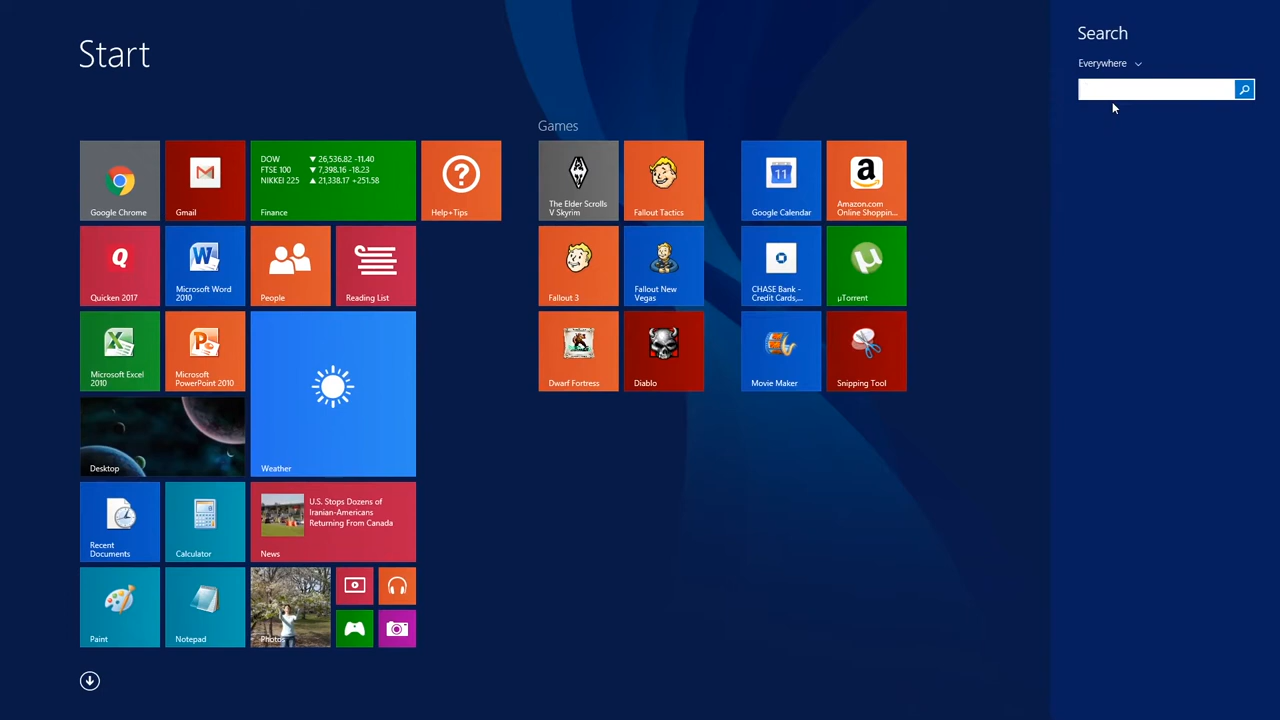 Start
Search
Everywhere
Games
Google Chrome
Gmail
DOW ▼ 26,536.82 -11.40
FTSE 100 ▼ 7,398.16 -18.23
NIKKEI 225 ▲ 21,338.17 +251.58
Finance
Help+Tips
Quicken 2017
Microsoft Word
2010
People
Reading List
Microsoft Excel
2010
Microsoft
PowerPoint 2010
Weather
Desktop
Recent
Documents
Calculator
U.S. Stops Dozens of
Iranian-Americans
Returning From Canada
News
Paint
Notepad
Photos
The Elder Scrolls
V Skyrim
Fallout Tactics
Fallout 3
Fallout New
Vegas
Dwarf Fortress
Diablo
11
Google Calendar
Amazon.com
Online Shoppin...
CHASE Bank -
Credit Cards,...
µTorrent
Movie Maker
Snipping Tool